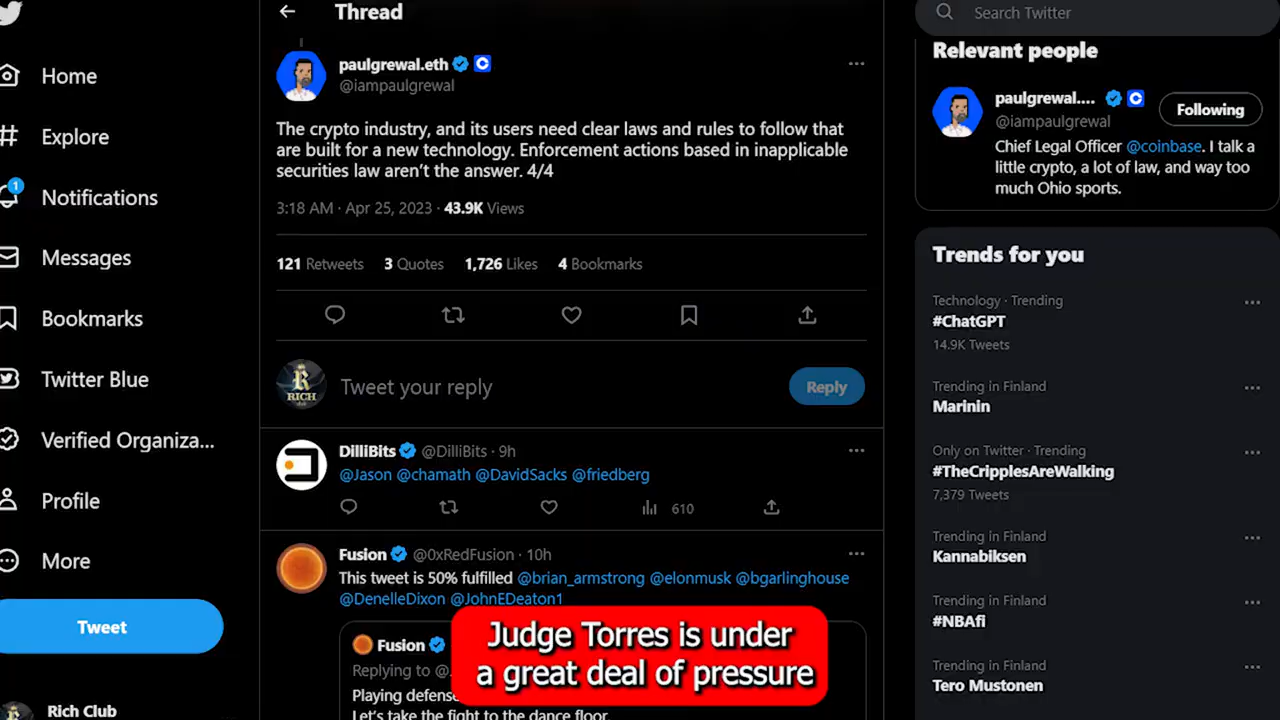 Thread
Search Twitter
Home
Explore
1
Notifications
Messages
Bookmarks
Twitter Blue
Verified Organiza...
Profile
More
Tweet
Rich Club
paulgrewal.eth
@iampaulgrewal
The crypto industry, and its users need clear laws and rules to follow that
are built for a new technology. Enforcement actions based in inapplicable
securities law aren't the answer. 4/4
3:18 AM · Apr 25, 2023 · 43.9K Views
121 Retweets 3 Quotes 1,726 Likes 4 Bookmarks
RICH
Tweet your reply
Reply
DilliBits @DilliBits · 9h
@Jason @chamath @DavidSacks @friedberg
610
Fusion @0xRedFusion · 10h
This tweet is 50% fulfilled @brian_armstrong @elonmusk @bgarlinghouse
@DenelleDixon @JohnEDeaton1
Fusion
Replying to @
Playing defense
Let's take the fight to the dance floor.
Judge Torres is under
a great deal of pressure
Relevant people
paulgrewal....
@iampaulgrewal
Following
Chief Legal Officer @coinbase. I talk a
little crypto, a lot of law, and way too
much Ohio sports.
Trends for you
Technology · Trending
#ChatGPT
14.9K Tweets
Trending in Finland
Marinin
Only on Twitter · Trending
#TheCripplesAreWalking
7,379 Tweets
Trending in Finland
Kannabiksen
Trending in Finland
#NBAfi
Trending in Finland
Tero Mustonen